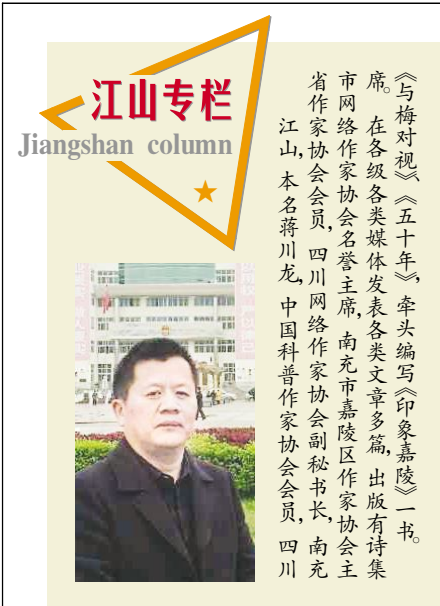 江山专栏
Jiangshan column
江山，本名蒋川龙，中国科普作家协会会员，四川
省作家协会会员，四川网络作家协会副秘书长，南充
市网络作家协会名誉主席，南充市嘉陵区作家协会主
席。在各级各类媒体发表各类文章多篇，出版有诗集
《与梅对视》、《五十年》，牵头编写《印象嘉陵》一书。